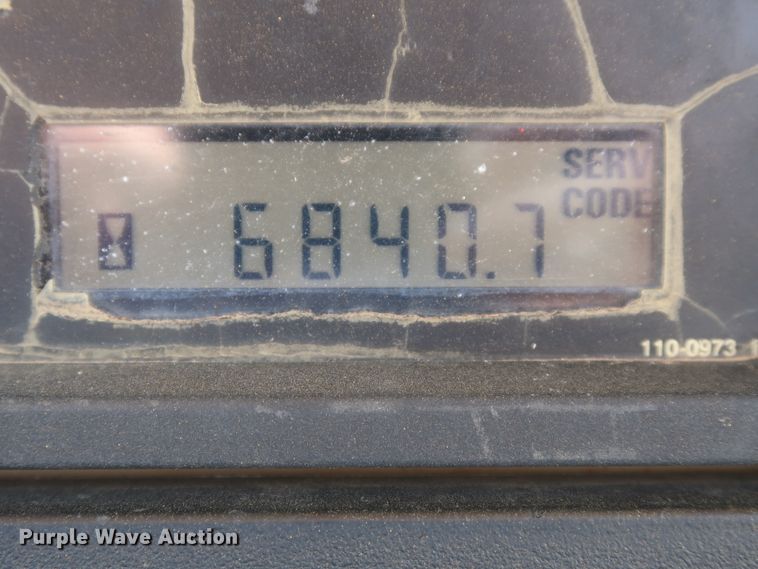 SERV
CODE
6840.7
110-0973
Purple Wave Auction